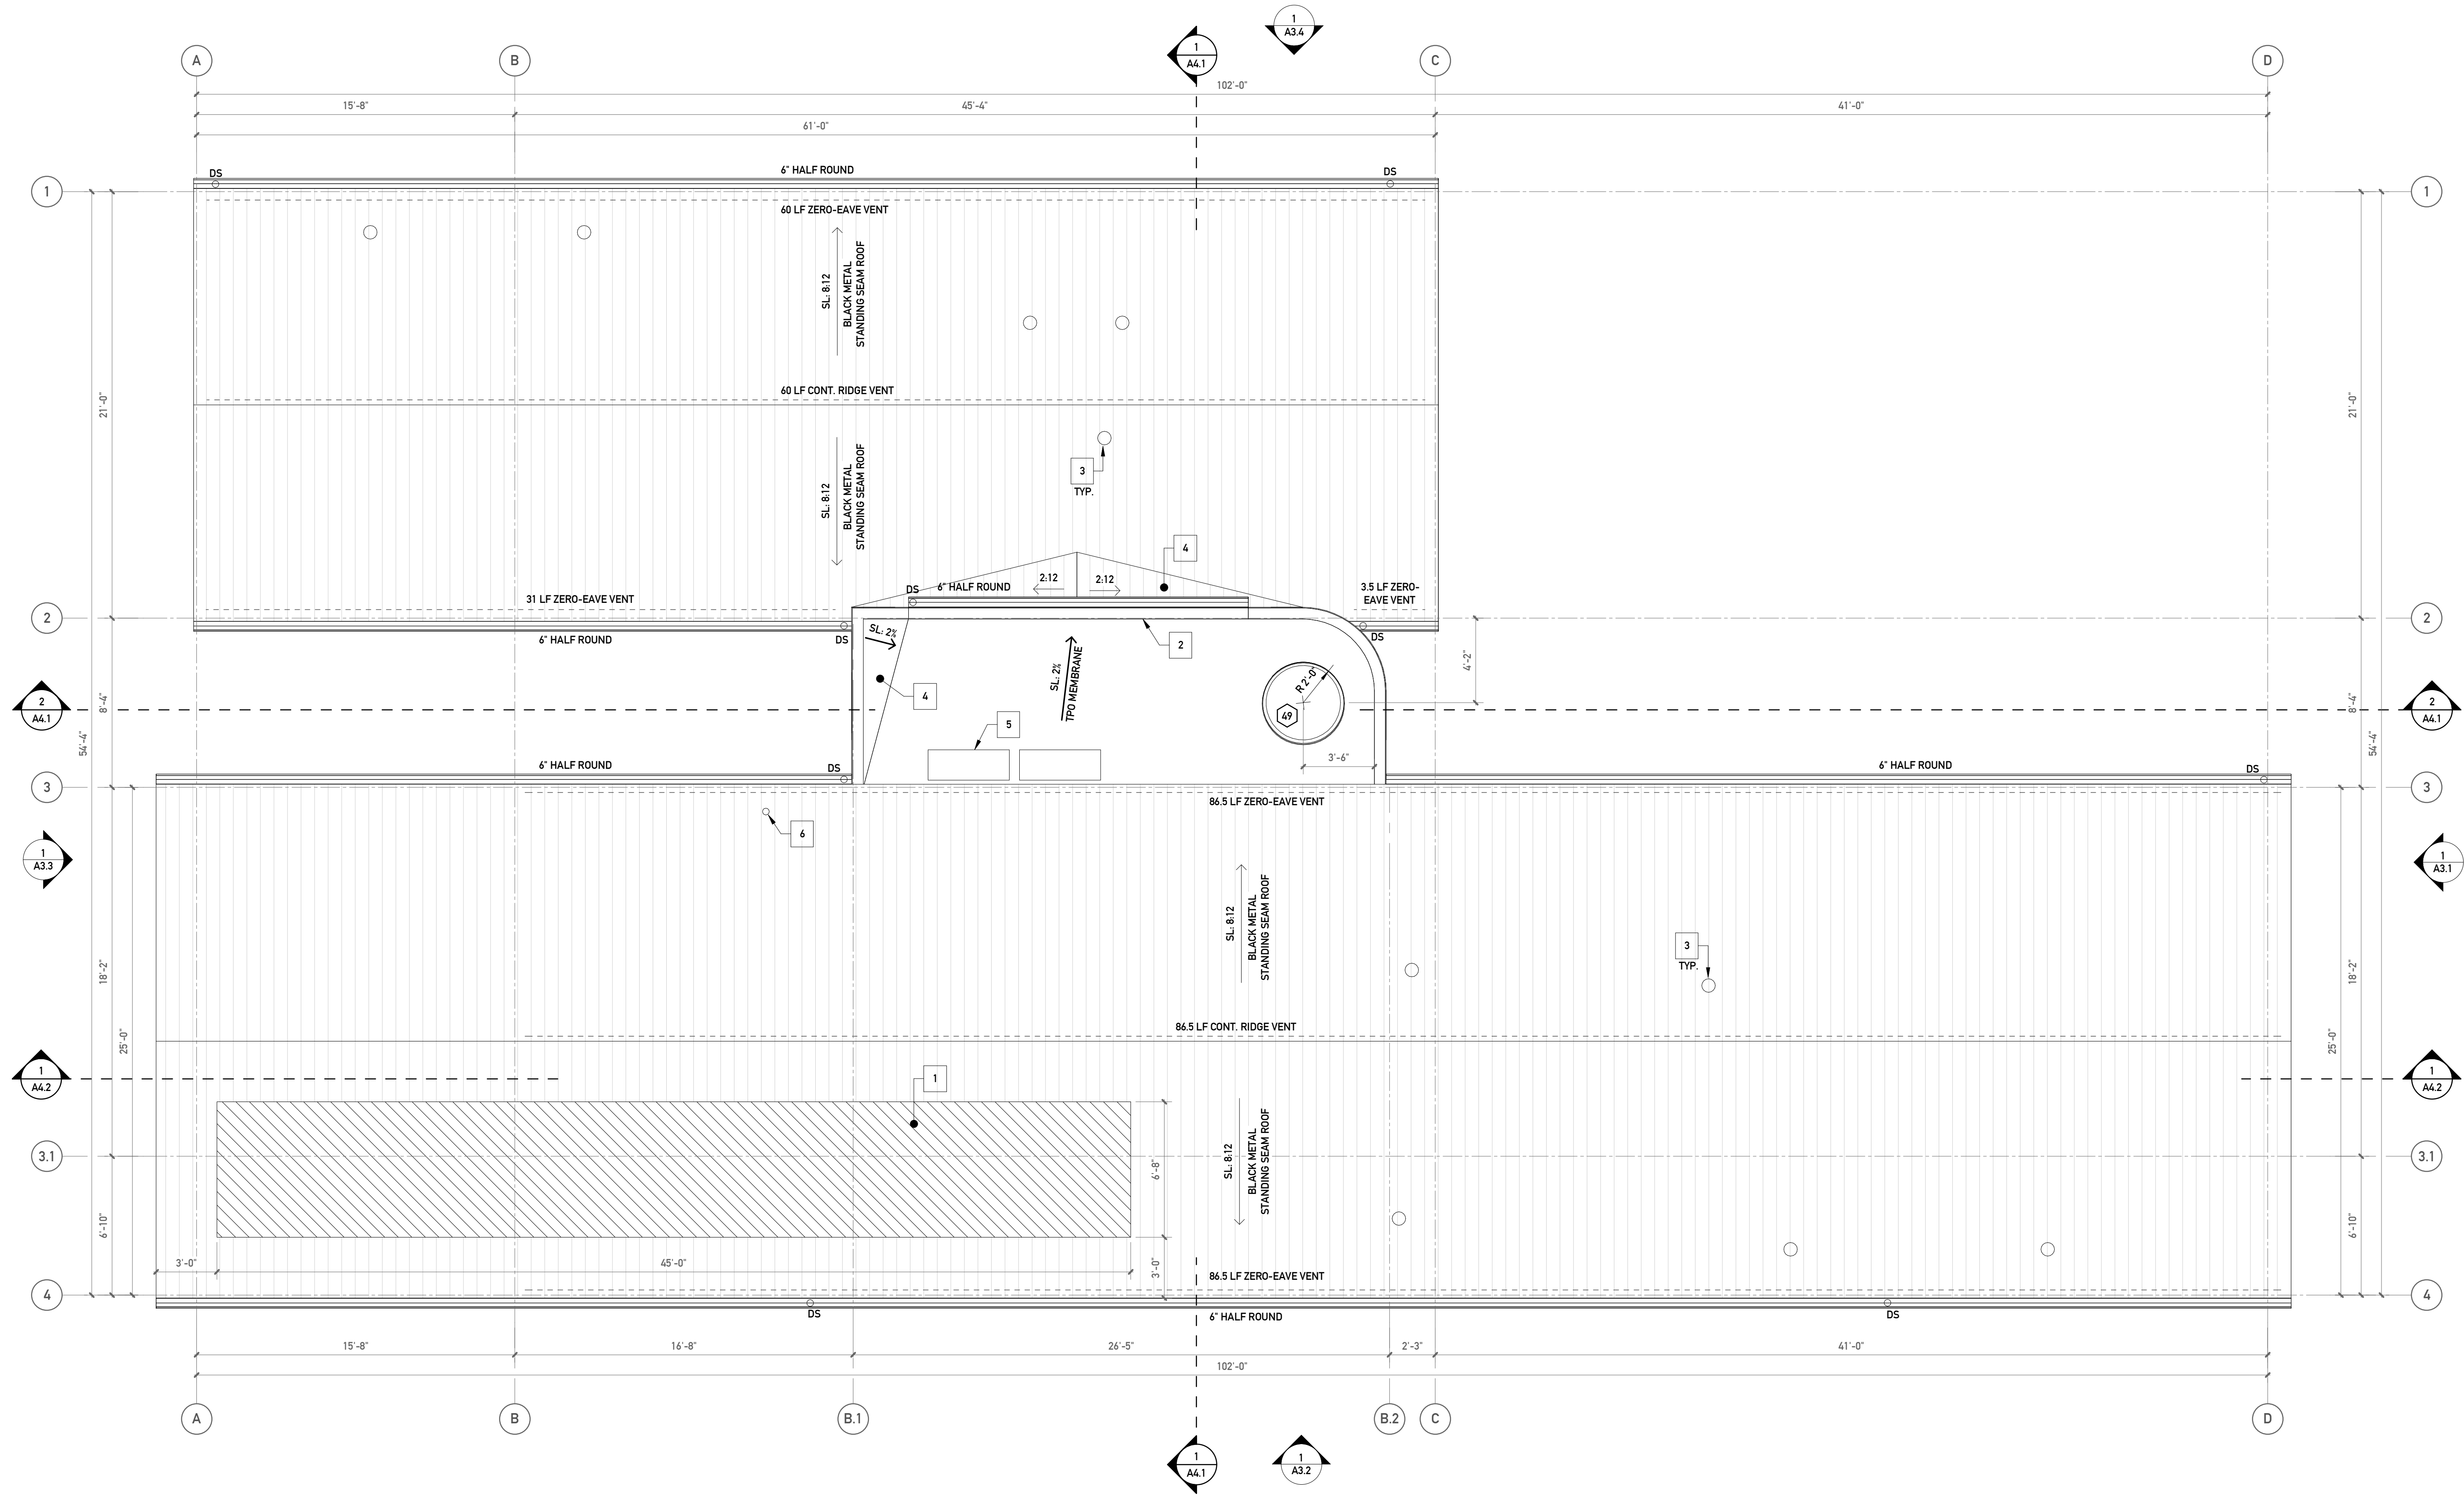 1
A3.4
1
A4.1
A
B
C
D
102'-0"
15'-8"
45'-4"
41'-0"
61'-0"
DS
6" HALF ROUND
DS
1
1
60 LF ZERO-EAVE VENT
SL: 8:12
BLACK METAL
STANDING SEAM ROOF
60 LF CONT. RIDGE VENT
21'-0"
21'-0"
SL: 8:12
BLACK METAL
STANDING SEAM ROOF
3
TYP.
4
2:12
2:12
DS
6" HALF ROUND
3.5 LF ZERO-
EAVE VENT
31 LF ZERO-EAVE VENT
2
2
6" HALF ROUND
DS
SL: 2%
DS
2
4'-2"
SL: 2%
TPO MEMBRANE
R 2'-0"
4
49
2
A4.1
8'-4"
8'-4"
2
A4.1
5
54'-4"
54'-4"
3'-6"
6" HALF ROUND
DS
6" HALF ROUND
DS
3
3
86.5 LF ZERO-EAVE VENT
6
1
A3.3
1
A3.1
SL: 8:12
BLACK METAL
STANDING SEAM ROOF
3
TYP.
18'-2"
18'-2"
86.5 LF CONT. RIDGE VENT
25'-0"
25'-0"
1
A4.2
1
1
A4.2
3.1
3.1
SL: 8:12
BLACK METAL
STANDING SEAM ROOF
6'-8"
6'-10"
6'-10"
3'-0"
45'-0"
3'-0"
86.5 LF ZERO-EAVE VENT
4
4
DS
6" HALF ROUND
DS
15'-8"
16'-8"
26'-5"
2'-3"
41'-0"
102'-0"
A
B
B.1
B.2
C
D
1
A4.1
1
A3.2